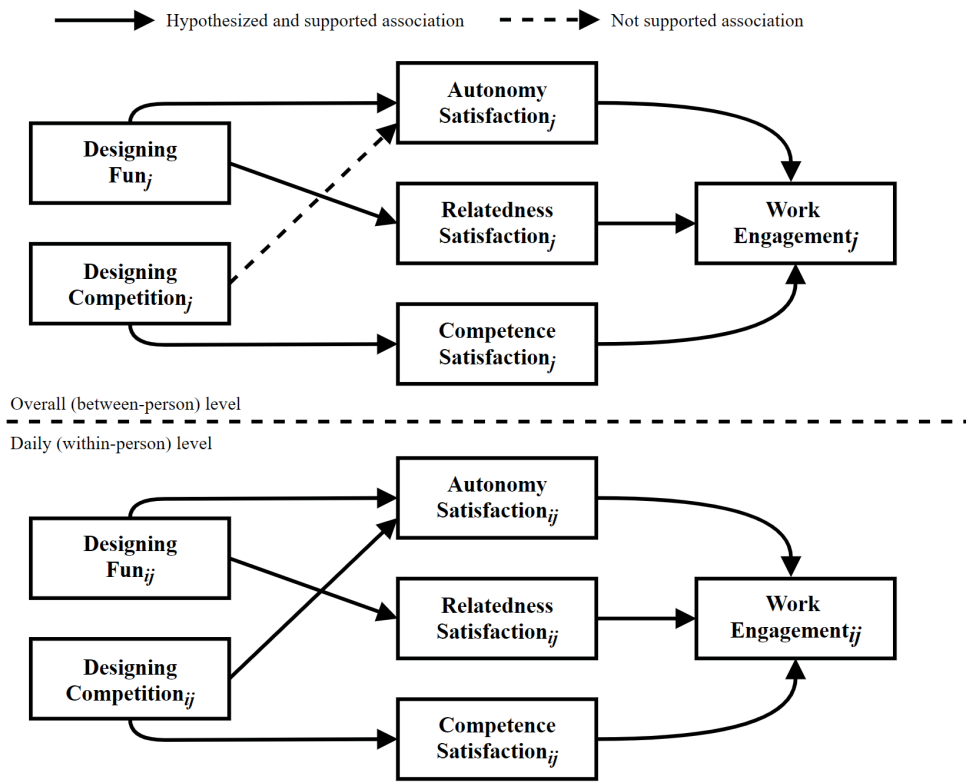 Hypothesized and supported association
Not supported association
Autonomy
Satisfactionj
Designing
Funj
Relatedness
Satisfactionj
Work
Engagementj
Designing
Competitionj
Competence
Satisfactionj
Overall (between-person) level
Daily (within-person) level
Autonomy
Satisfactionij
Designing
Funij
Relatedness
Satisfactionij
Work
Engagementij
Designing
Competitionij
Competence
Satisfactionij